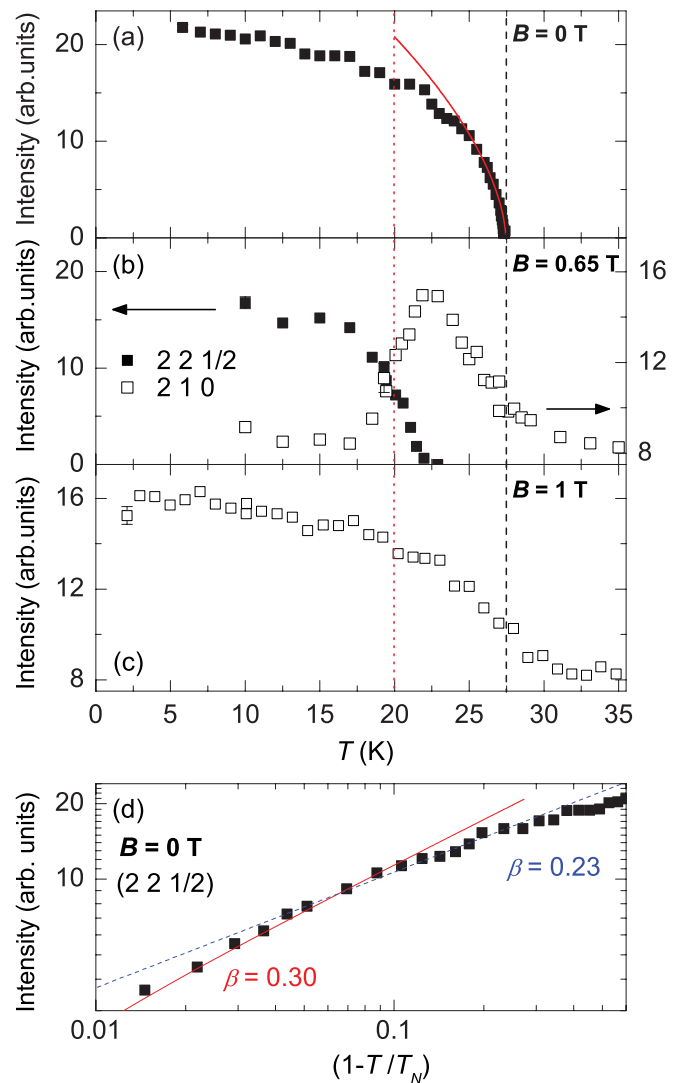 (a)
B = 0 T
Intensity (arb.units)
20
10
0
(b)
B = 0.65 T
Intensity (arb.units)
20
10
0
16
12
8
2 2 1/2
2 1 0
(c)
B = 1 T
Intensity (arb.units)
16
12
8
0 5 10 15 20 25 30 35
T (K)
(d)
B = 0 T
(2 2 1/2)
Intensity (arb. units)
20
10
β = 0.23
β = 0.30
0.01 0.1
(1-T/T_N)